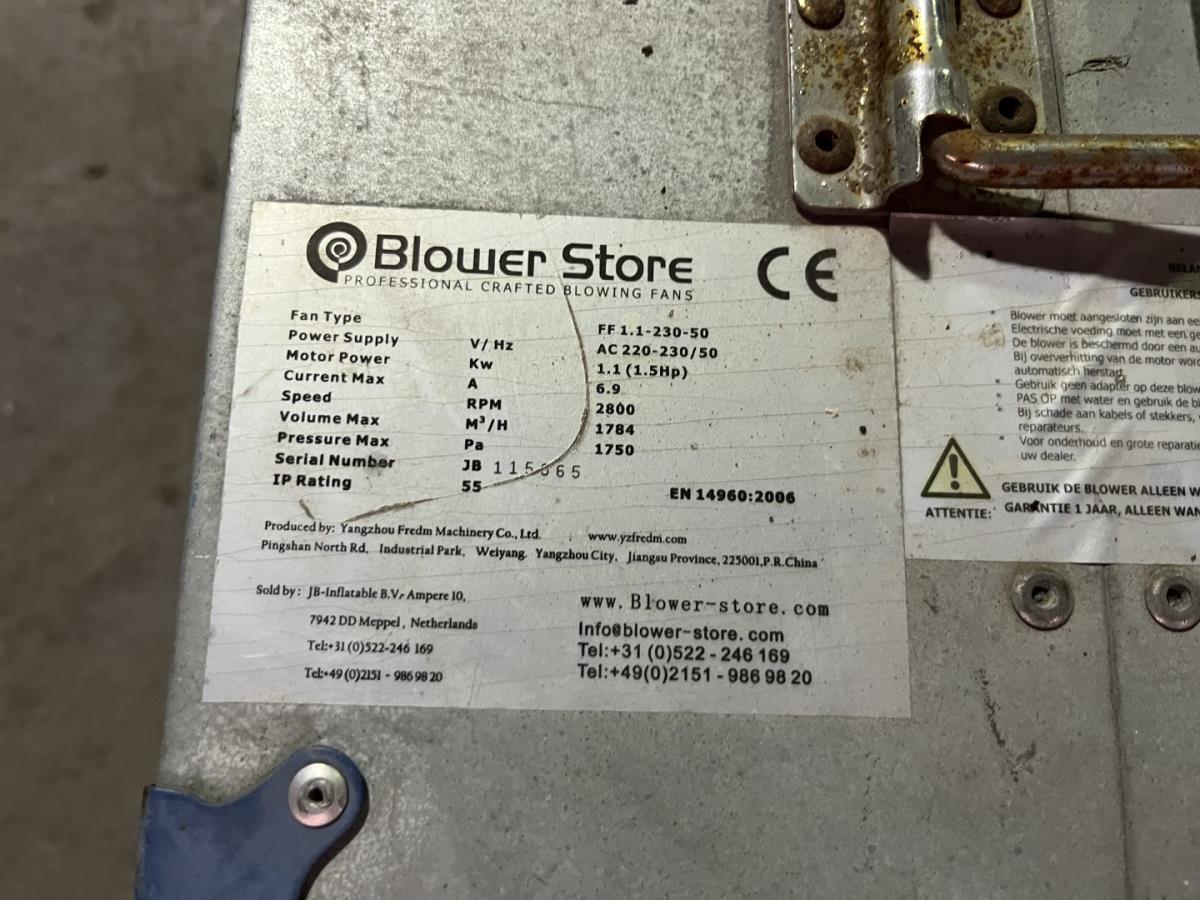 Blower Store
PROFESSIONAL CRAFTED BLOWING FANS
CE
Fan Type FF 1.1-230-50
Power Supply V/Hz AC 220-230/50
Motor Power Kw 1.1 (1.5Hp)
Current Max A 6.9
Speed RPM 2800
Volume Max M³/H 1784
Pressure Max Pa 1750
Serial Number JB
IP Rating 55
EN 14960:2006
Produced by: Yangzhou Fredm Machinery Co., Ltd. www.yzfredm.com
Pingshan North Rd, Industrial Park, Weiyang, Yangzhou City, Jiangsu Province, 225001, P.R.China
Sold by: JB-Inflatable B.V. Ampere 10,
7942 DD Meppel, Netherlands
Tel:+31 (0)522-246 169
Tel:+49 (0)2151 - 986 98 20
www.Blower-store.com
Info@blower-store.com
Tel:+31 (0)522 - 246 169
Tel:+49(0)2151 - 986 98 20
GEBRUIKERS
* Blower moet aangesloten zijn aan ee
Electrische voeding moet met een ge
De blower is beschermd door een au
Bij oververhitting van de motor word
automatisch herstart
* Gebruik geen adapter op deze blow
* PAS OP met water en gebruik de bl
* Bij schade aan kabels of stekkers,
reparateurs.
* Voor onderhoud en grote reparatie
uw dealer.
ATTENTIE:
GEBRUIK DE BLOWER ALLEEN
GARANTIE 1 JAAR, ALLEEN